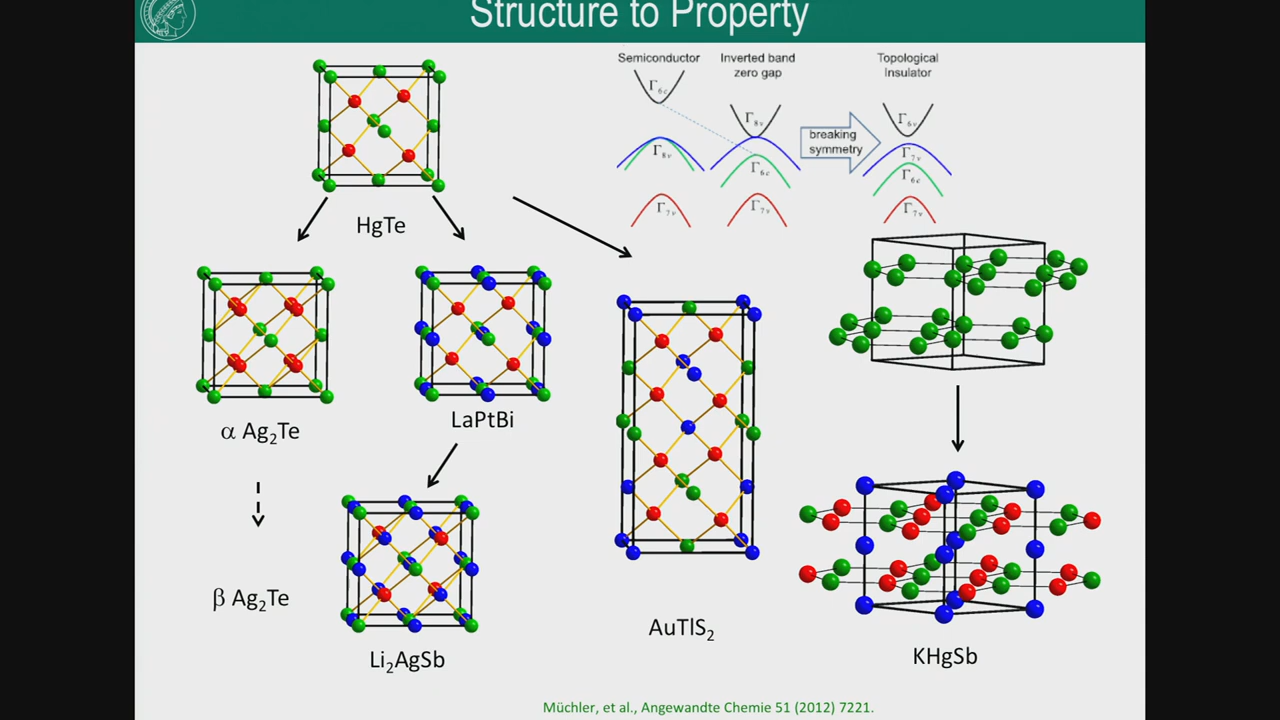 Structure to Property
Semiconductor
Inverted band
zero gap
Topological
Insulator
Γ6c
Γ8v
Γ7v
Γ8v
Γ6c
Γ7v
breaking
symmetry
Γ6v
Γ7v
Γ6c
Γ7v
HgTe
α Ag2Te
LaPtBi
β Ag2Te
Li2AgSb
AuTlS2
KHgSb
Müchler, et al., Angewandte Chemie 51 (2012) 7221.